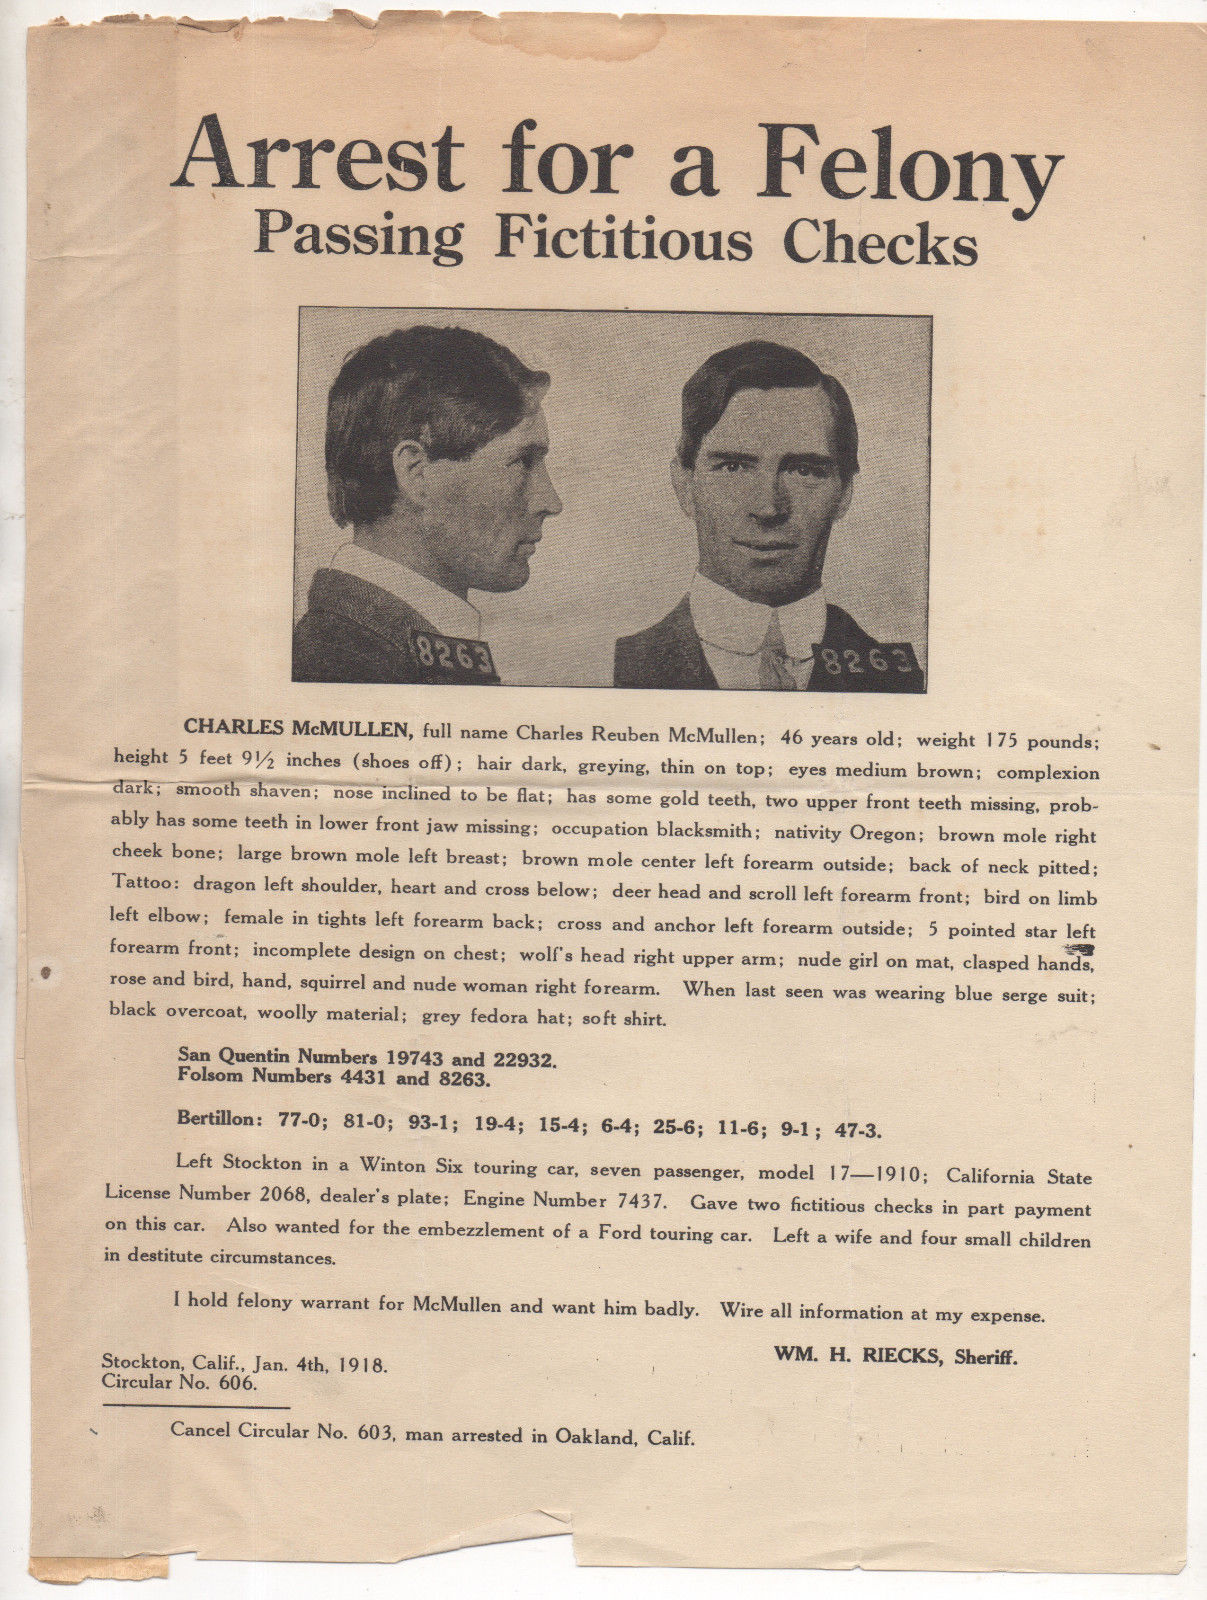 Arrest for a Felony
Passing Fictitious Checks
8263
8263
CHARLES McMULLEN, full name Charles Reuben McMullen; 46 years old; weight 175 pounds;
height 5 feet 9½ inches (shoes off); hair dark, greying, thin on top; eyes medium brown; complexion
dark; smooth shaven; nose inclined to be flat; has some gold teeth, two upper front teeth missing, prob-
ably has some teeth in lower front jaw missing; occupation blacksmith; nativity Oregon; brown mole right
cheek bone; large brown mole left breast; brown mole center left forearm outside; back of neck pitted;
Tattoo: dragon left shoulder, heart and cross below; deer head and scroll left forearm front; bird on limb
left elbow; female in tights left forearm back; cross and anchor left forearm outside; 5 pointed star left
forearm front; incomplete design on chest; wolf's head right upper arm; nude girl on mat, clasped hands,
rose and bird, hand, squirrel and nude woman right forearm. When last seen was wearing blue serge suit;
black overcoat, woolly material; grey fedora hat; soft shirt.
San Quentin Numbers 19743 and 22932.
Folsom Numbers 4431 and 8263.
Bertillon: 77-0; 81-0; 93-1; 19-4; 15-4; 6-4; 25-6; 11-6; 9-1; 47-3.
Left Stockton in a Winton Six touring car, seven passenger, model 17—1910; California State
License Number 2068, dealer's plate; Engine Number 7437. Gave two fictitious checks in part payment
on this car. Also wanted for the embezzlement of a Ford touring car. Left a wife and four small children
in destitute circumstances.
I hold felony warrant for McMullen and want him badly. Wire all information at my expense.
WM. H. RIECKS, Sheriff.
Stockton, Calif., Jan. 4th, 1918.
Circular No. 606.
Cancel Circular No. 603, man arrested in Oakland, Calif.